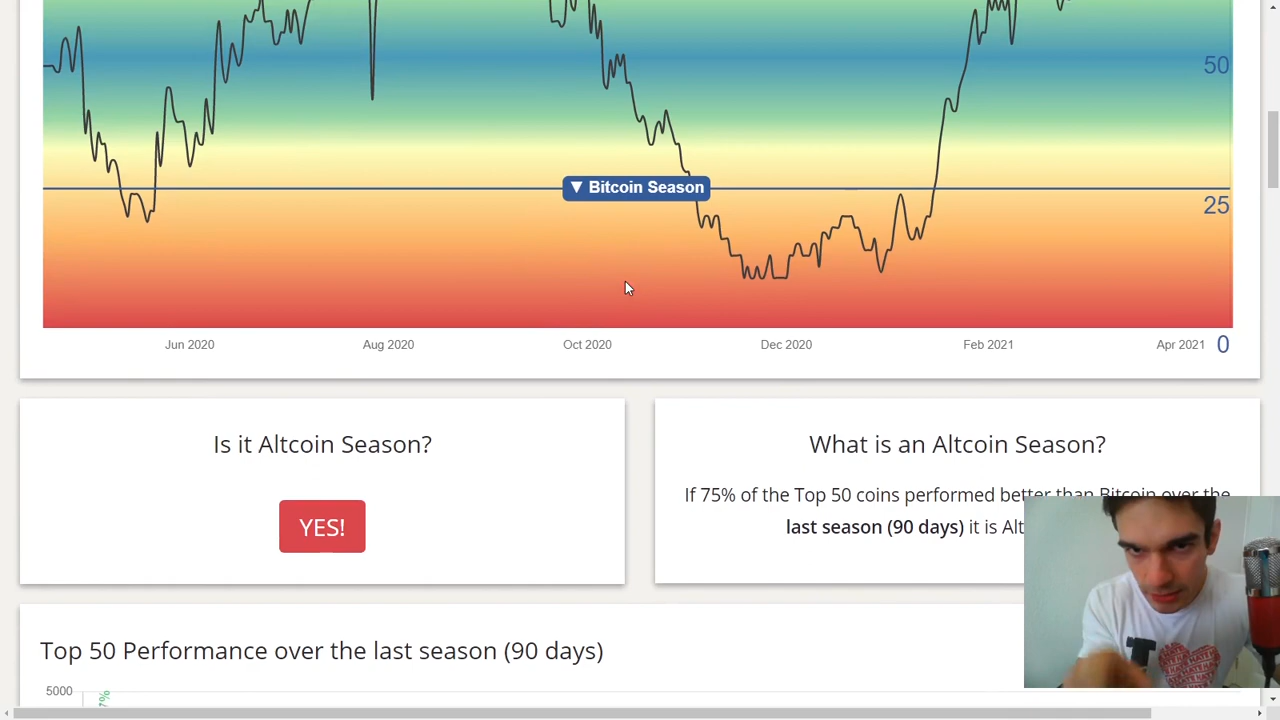 50
▼ Bitcoin Season
25
Jun 2020
Aug 2020
Oct 2020
Dec 2020
Feb 2021
Apr 2021
0
Is it Altcoin Season?
YES!
What is an Altcoin Season?
If 75% of the Top 50 coins performed better than Bitcoin over the
last season (90 days) it is Alt
Top 50 Performance over the last season (90 days)
5000
7%
I